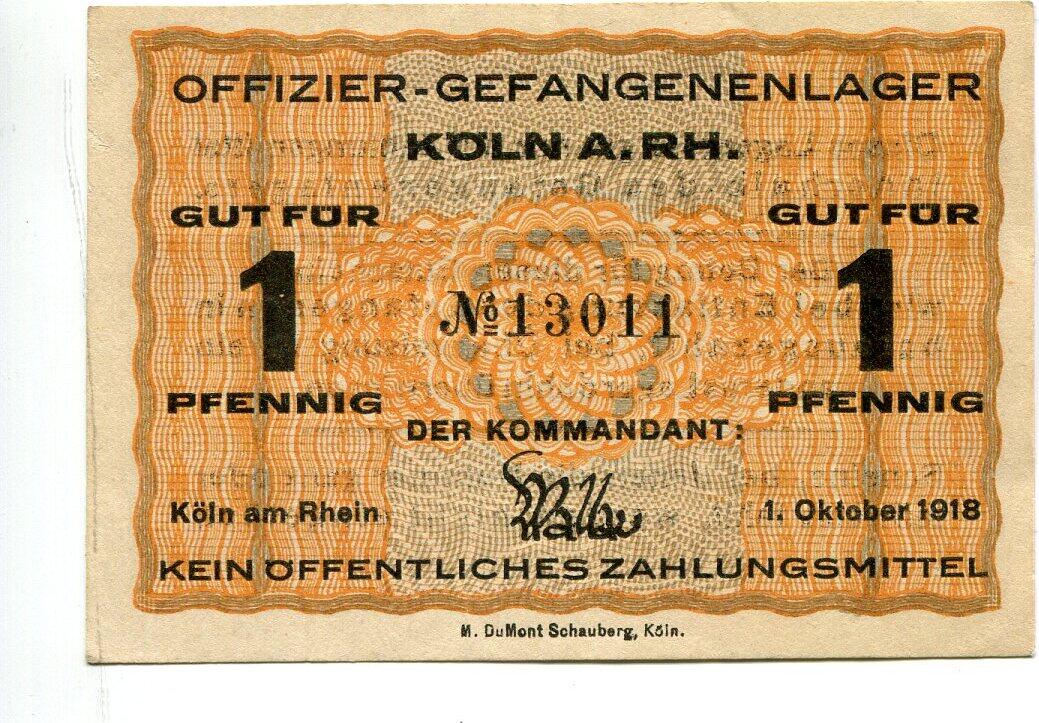 OFFIZIER-GEFANGENENLAGER
KÖLN A. RH.
GUT FÜR GUT FÜR
1 № 13011 1
PFENNIG PFENNIG
DER KOMMANDANT:
Köln am Rhein 1. Oktober 1918
KEIN ÖFFENTLICHES ZAHLUNGSMITTEL
M. DuMont Schauberg, Köln.